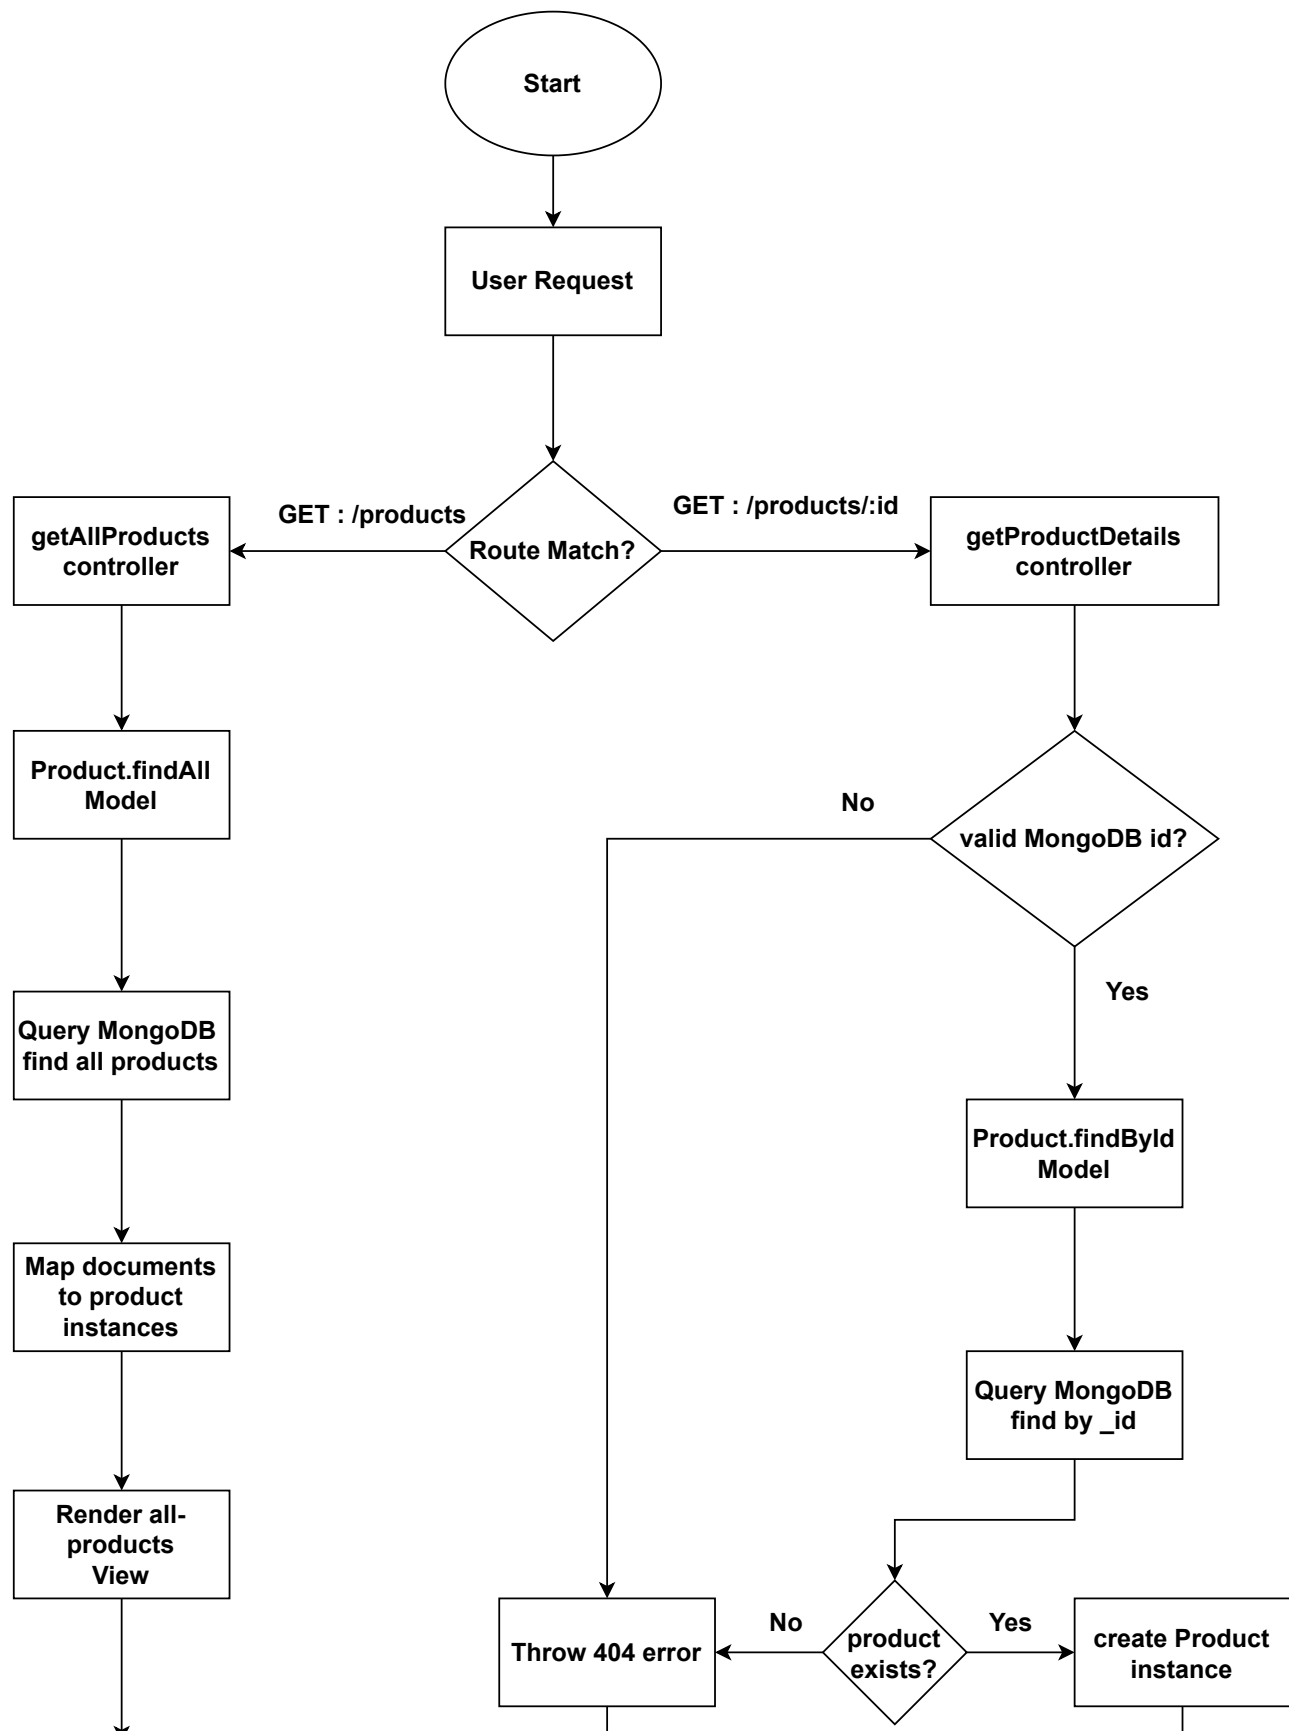 Start
User Request
GET : /products
GET : /products/:id
getAllProducts
controller
Route Match?
getProductDetails
controller
Product.findAll
Model
No
valid MongoDB id?
Yes
Query MongoDB
find all products
Product.findById
Model
Map documents
to product
instances
Query MongoDB
find by _id
Render all-
products
View
Throw 404 error
No
product
exists?
Yes
create Product
instance